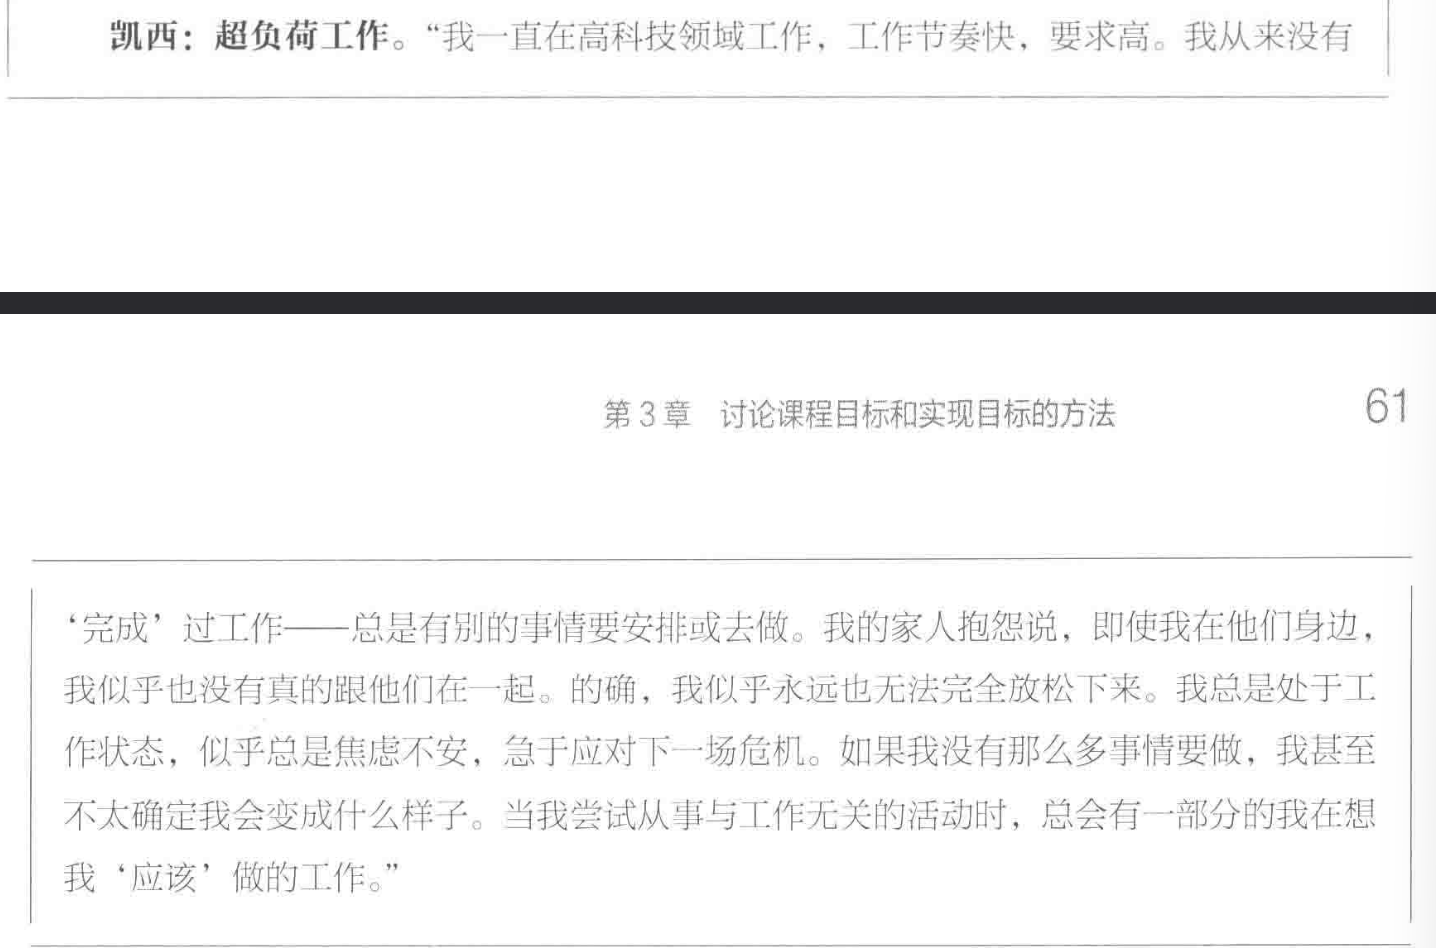 凯西：超负荷工作。“我一直在高科技领域工作，工作节奏快，要求高。我从来没有
第3章 讨论课程目标和实现目标的方法 61
‘完成’过工作——总是有别的事情要安排或去做。我的家人抱怨说，即使我在他们身边，
我似乎也没有真的跟他们在一起。的确，我似乎永远也无法完全放松下来。我总是处于工
作状态，似乎总是焦虑不安，急于应对下一场危机。如果我没有那么多事情要做，我甚至
不太确定我会变成什么样子。当我尝试从事与工作无关的活动时，总会有一部分的我在想
我‘应该’做的工作。”